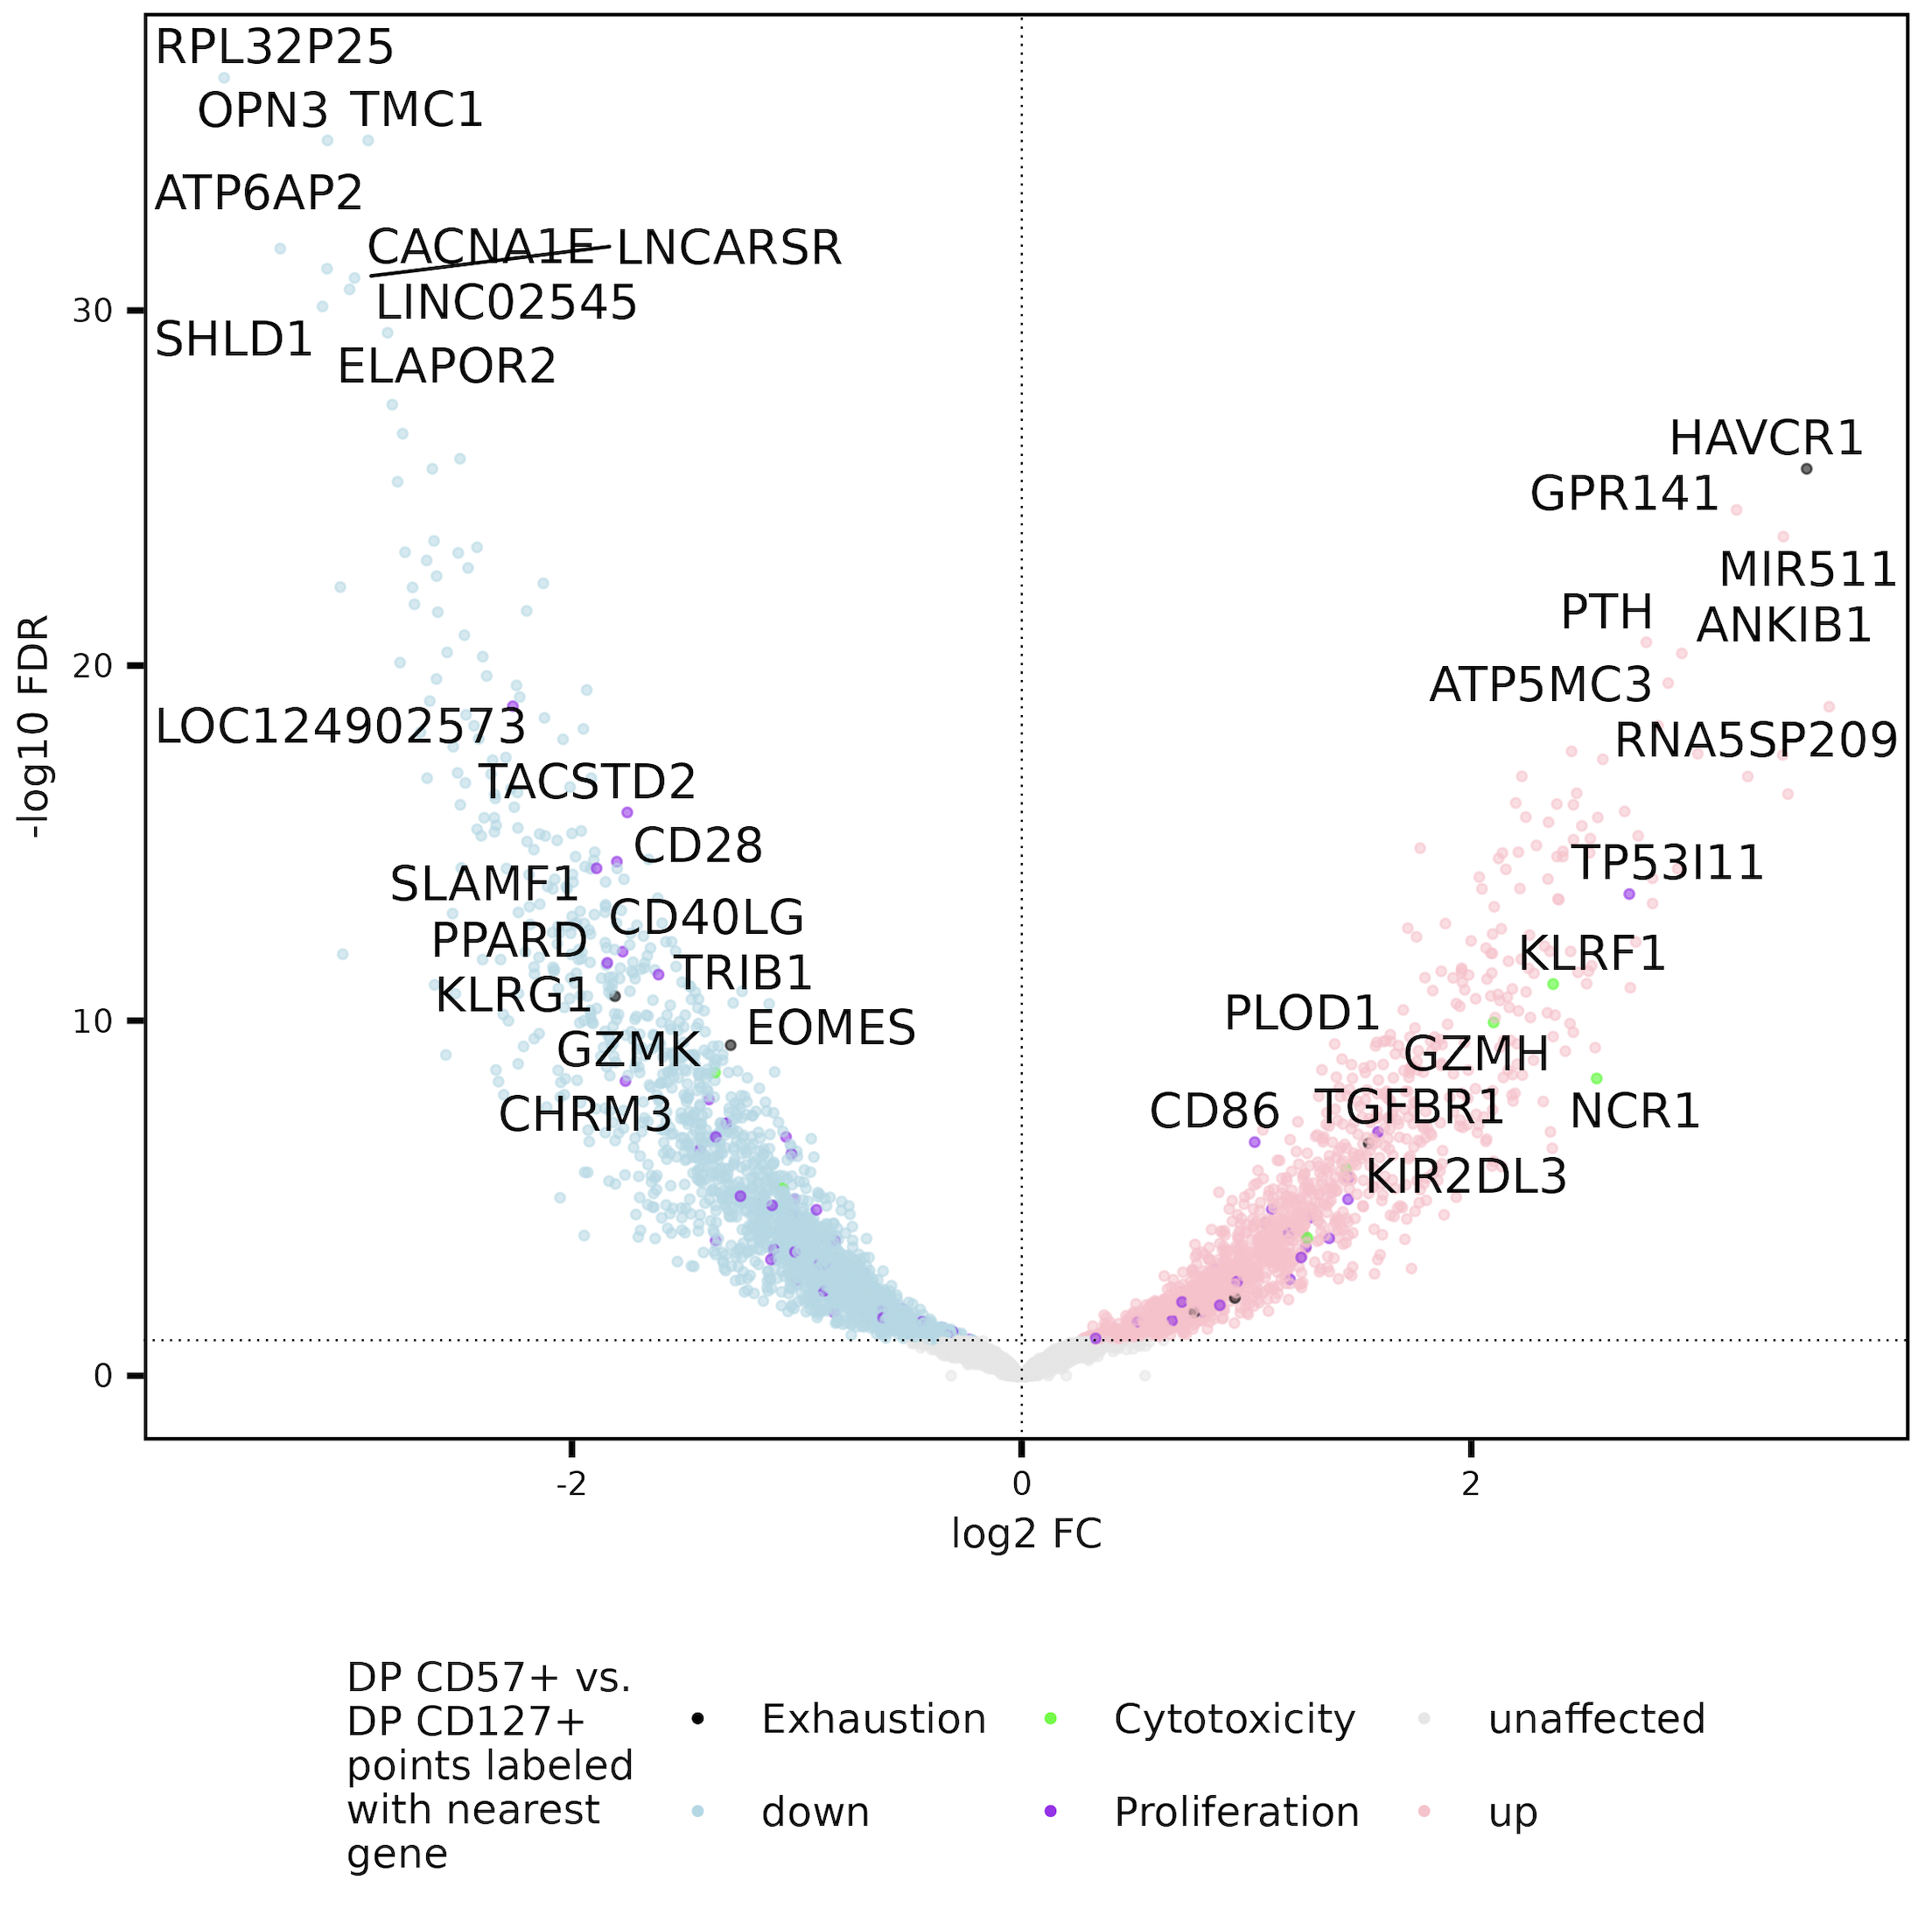 RPL32P25
OPN3 TMC1
ATP6AP2
CACNA1E LNCARSR
LINC02545
SHLD1
ELAPOR2
HAVCR1
GPR141
MIR511
PTH
ANKIB1
ATP5MC3
LOC124902573
RNA5SP209
TACSTD2
CD28
TP53I11
SLAMF1
CD40LG
PPARD
KLRF1
TRIB1
KLRG1
PLOD1
EOMES
GZMK
GZMH
CD86
TGFBR1
NCR1
CHRM3
KIR2DL3
30
20
10
0
-log10 FDR
-2
0
2
log2 FC
DP CD57+ vs.
DP CD127+
points labeled
with nearest
gene
Exhaustion
Cytotoxicity
unaffected
down
Proliferation
up